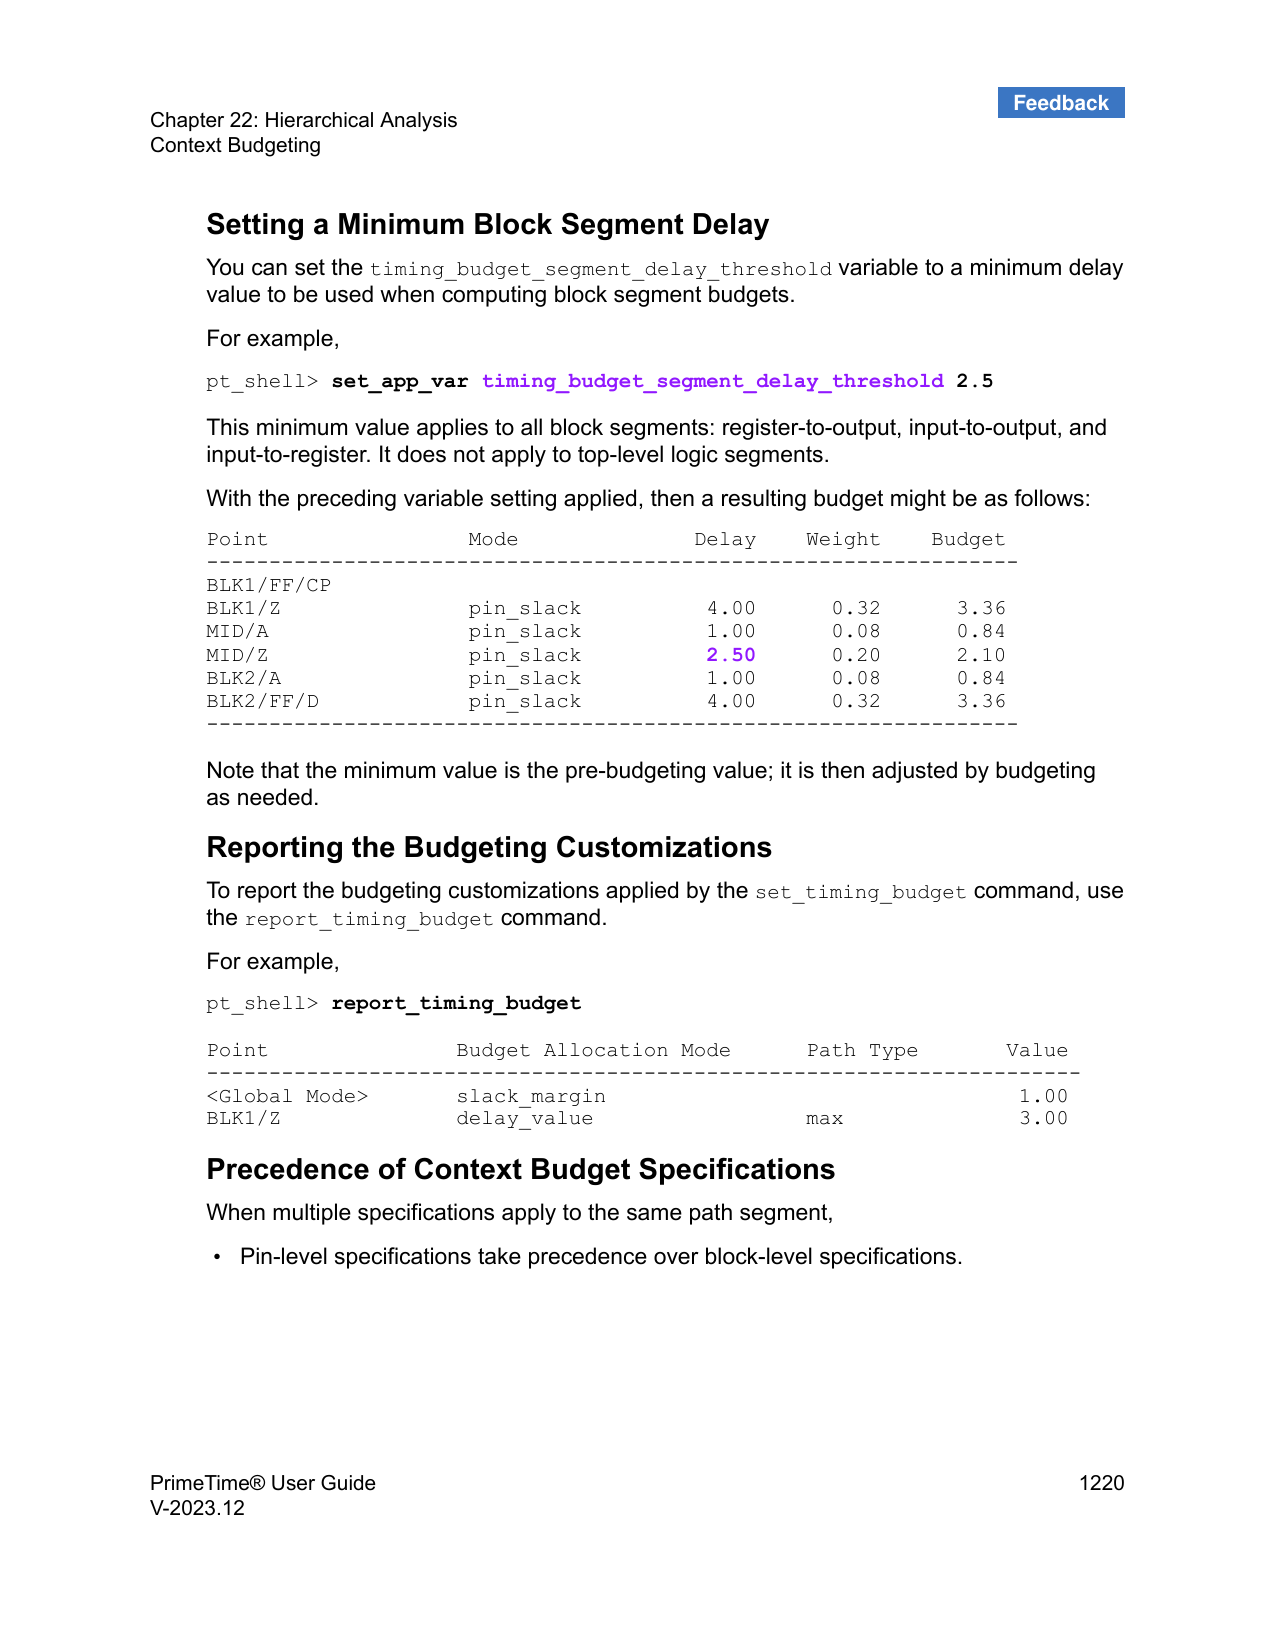 Feedback
Chapter 22: Hierarchical Analysis
Context Budgeting
Setting a Minimum Block Segment Delay
You can set the timing_budget_segment_delay_threshold variable to a minimum delay
value to be used when computing block segment budgets.
For example,
pt_shell> set_app_var timing_budget_segment_delay_threshold 2.5
This minimum value applies to all block segments: register-to-output, input-to-output, and
input-to-register. It does not apply to top-level logic segments.
With the preceding variable setting applied, then a resulting budget might be as follows:
Point                Mode              Delay    Weight    Budget
-----------------------------------------------------------------
BLK1/FF/CP
BLK1/Z               pin_slack          4.00      0.32      3.36
MID/A                pin_slack          1.00      0.08      0.84
MID/Z                pin_slack          2.50      0.20      2.10
BLK2/A               pin_slack          1.00      0.08      0.84
BLK2/FF/D            pin_slack          4.00      0.32      3.36
-----------------------------------------------------------------
Note that the minimum value is the pre-budgeting value; it is then adjusted by budgeting
as needed.
Reporting the Budgeting Customizations
To report the budgeting customizations applied by the set_timing_budget command, use
the report_timing_budget command.
For example,
pt_shell> report_timing_budget
Point               Budget Allocation Mode      Path Type       Value
----------------------------------------------------------------------
<Global Mode>       slack_margin                                 1.00
BLK1/Z              delay_value                 max              3.00
Precedence of Context Budget Specifications
When multiple specifications apply to the same path segment,
• Pin-level specifications take precedence over block-level specifications.
PrimeTime® User Guide 1220
V-2023.12